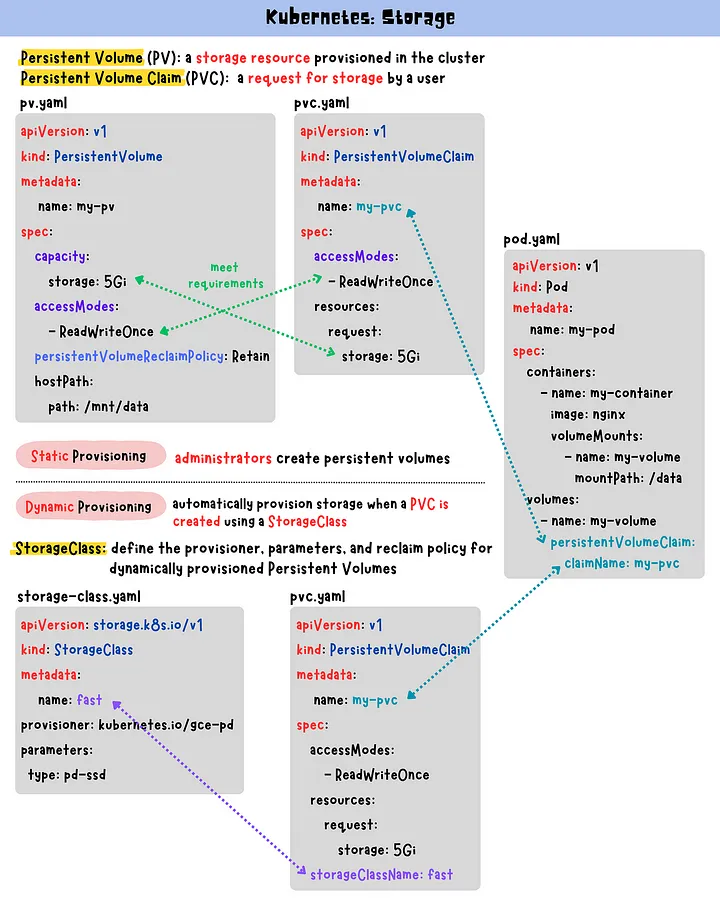 Kubernetes: Storage
Persistent Volume (PV): a storage resource provisioned in the cluster
Persistent Volume Claim (PVC): a request for storage by a user
pv.yaml
apiVersion: v1
kind: PersistentVolume
metadata:
name: my-pv
spec:
capacity:
storage: 5Gi
accessModes:
- ReadWriteOnce
persistentVolumeReclaimPolicy: Retain
hostPath:
path: /mnt/data
meet
requirements
pvc.yaml
apiVersion: v1
kind: PersistentVolumeClaim
metadata:
name: my-pvc
spec:
accessModes:
- ReadWriteOnce
resources:
request:
storage: 5Gi
pod.yaml
apiVersion: v1
kind: Pod
metadata:
name: my-pod
spec:
containers:
- name: my-container
image: nginx
volumeMounts:
- name: my-volume
mountPath: /data
volumes:
- name: my-volume
persistentVolumeClaim:
claimName: my-pvc
Static Provisioning
administrators create persistent volumes
Dynamic Provisioning
automatically provision storage when a PVC is
created using a StorageClass
StorageClass: define the provisioner, parameters, and reclaim policy for
dynamically provisioned Persistent Volumes
storage-class.yaml
apiVersion: storage.k8s.io/v1
kind: StorageClass
metadata:
name: fast
provisioner: kubernetes.io/gce-pd
parameters:
type: pd-ssd
pvc.yaml
apiVersion: v1
kind: PersistentVolumeClaim
metadata:
name: my-pvc
spec:
accessModes:
- ReadWriteOnce
resources:
request:
storage: 5Gi
storageClassName: fast